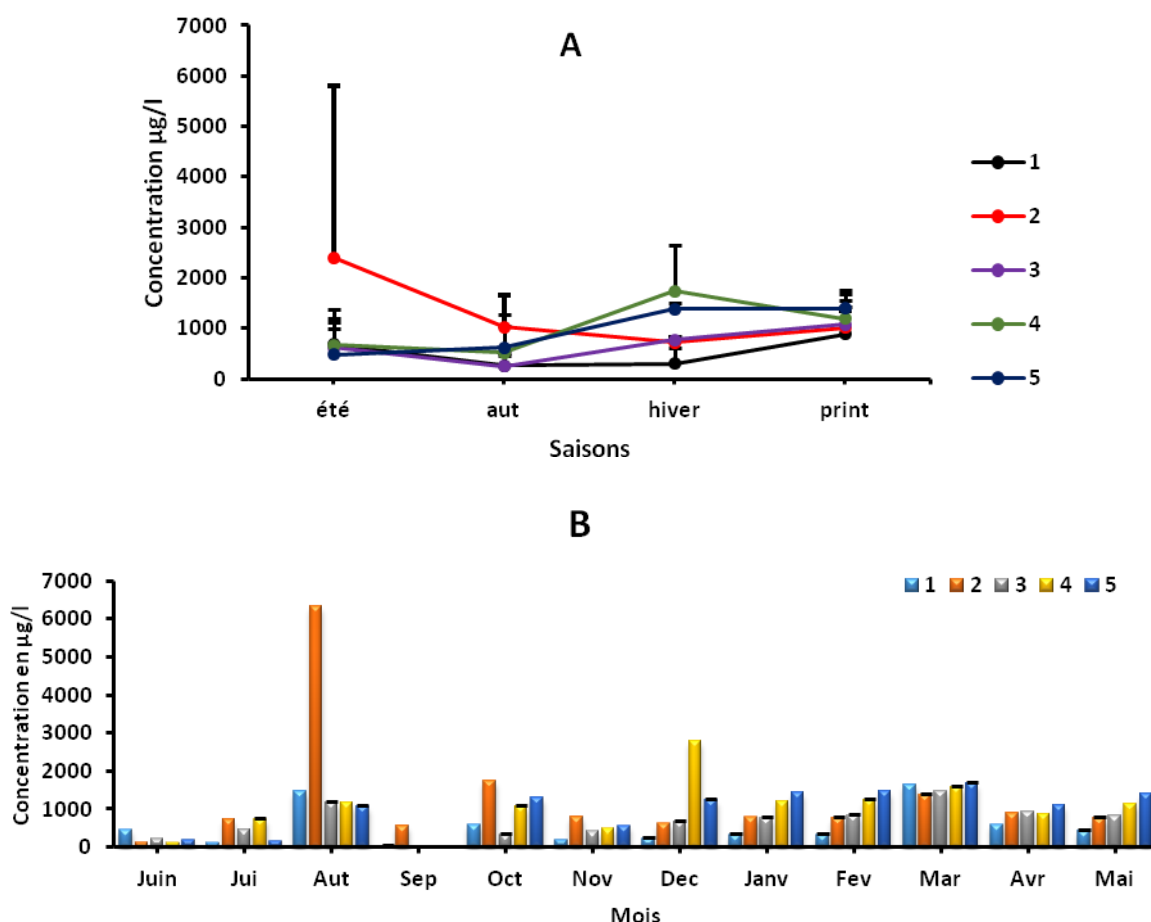 A
Concentration µg/l
7000
6000
5000
4000
3000
2000
1000
0
été aut hiver print
Saisons
1
2
3
4
5
B
Concentration en µg/l
7000
6000
5000
4000
3000
2000
1000
0
1 2 3 4 5
Juin Jui Aut Sep Oct Nov Dec Janv Fev Mar Avr Mai
Mois